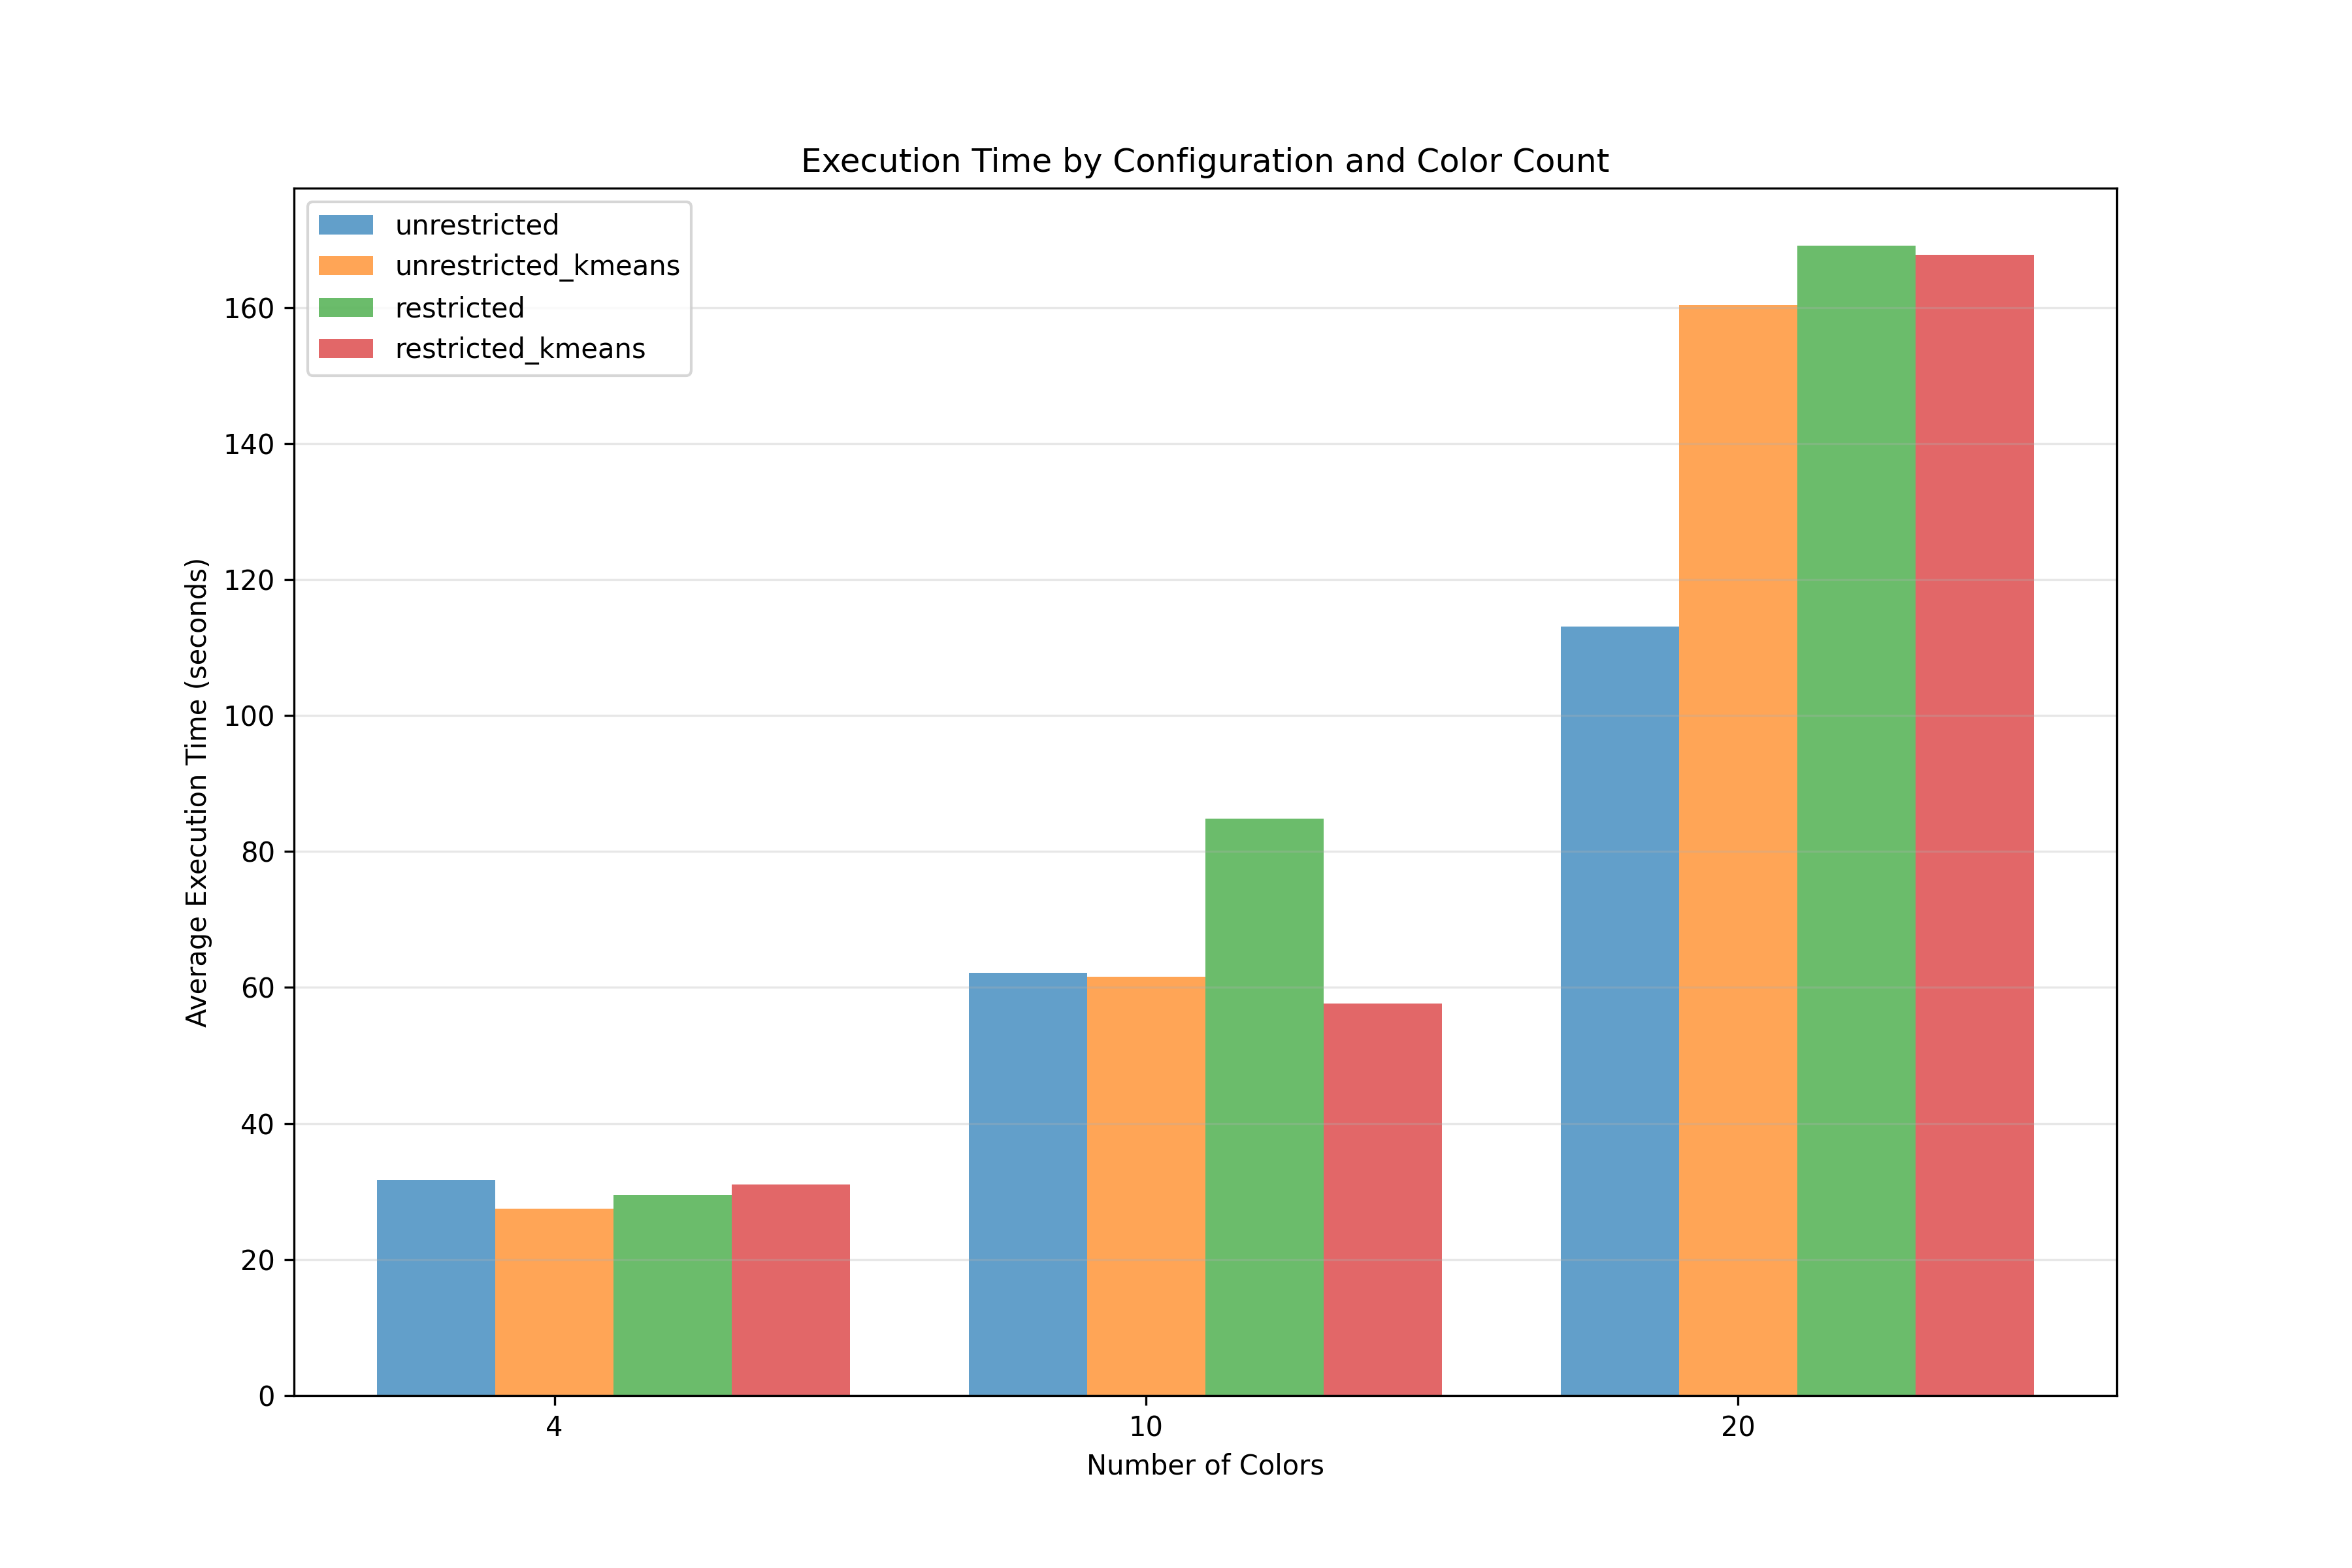 Execution Time by Configuration and Color Count
unrestricted
unrestricted_kmeans
restricted
restricted_kmeans
160
140
120
100
80
60
40
20
0
Average Execution Time (seconds)
4 10 20
Number of Colors